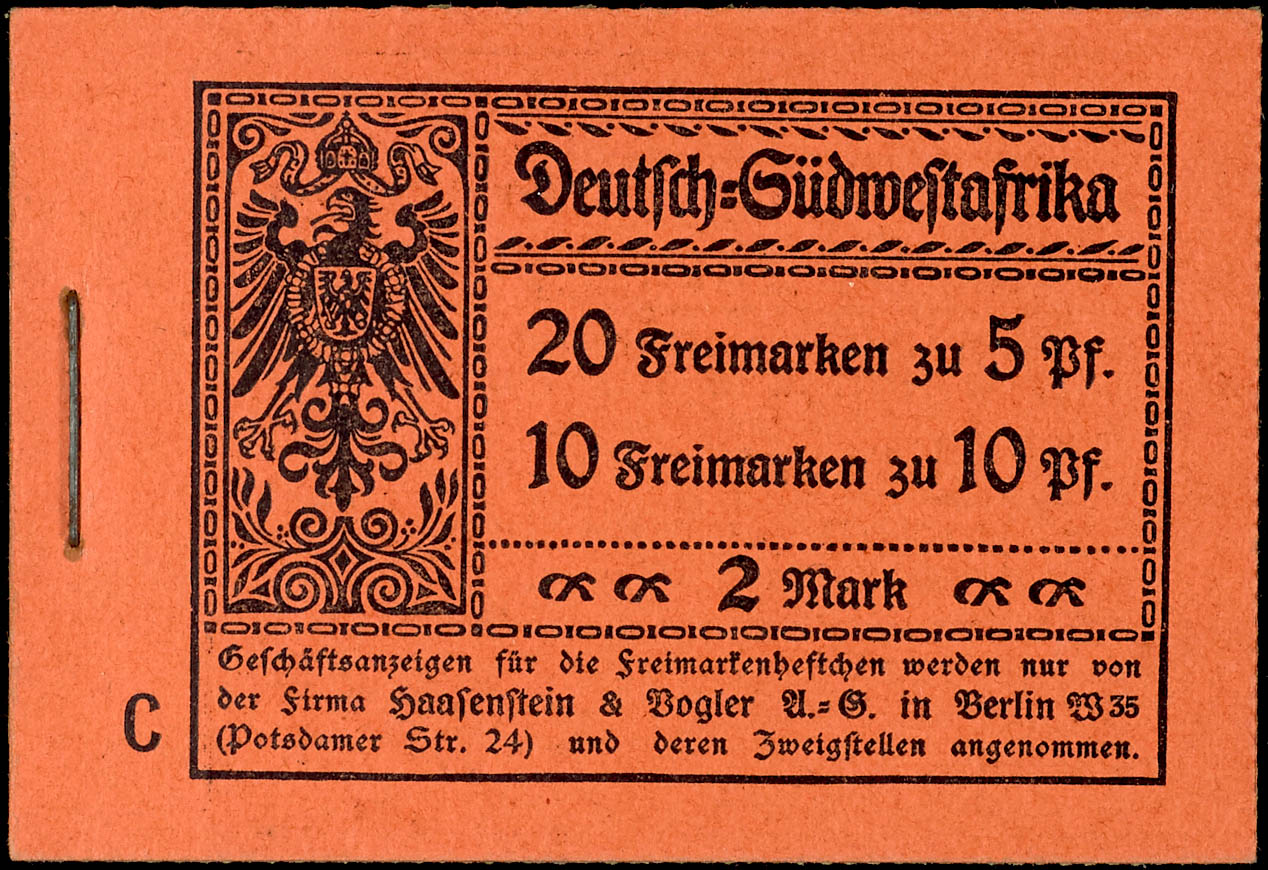 Deutsch=Südwestafrika
20 Freimarken zu 5 Pf.
10 Freimarken zu 10 Pf.
2 Mark
Geschäftsanzeigen für die Freimarkenheftchen werden nur von
der Firma Haasenstein & Vogler A.=G. in Berlin W 35
(Potsdamer Str. 24) und deren Zweigstellen angenommen.
C